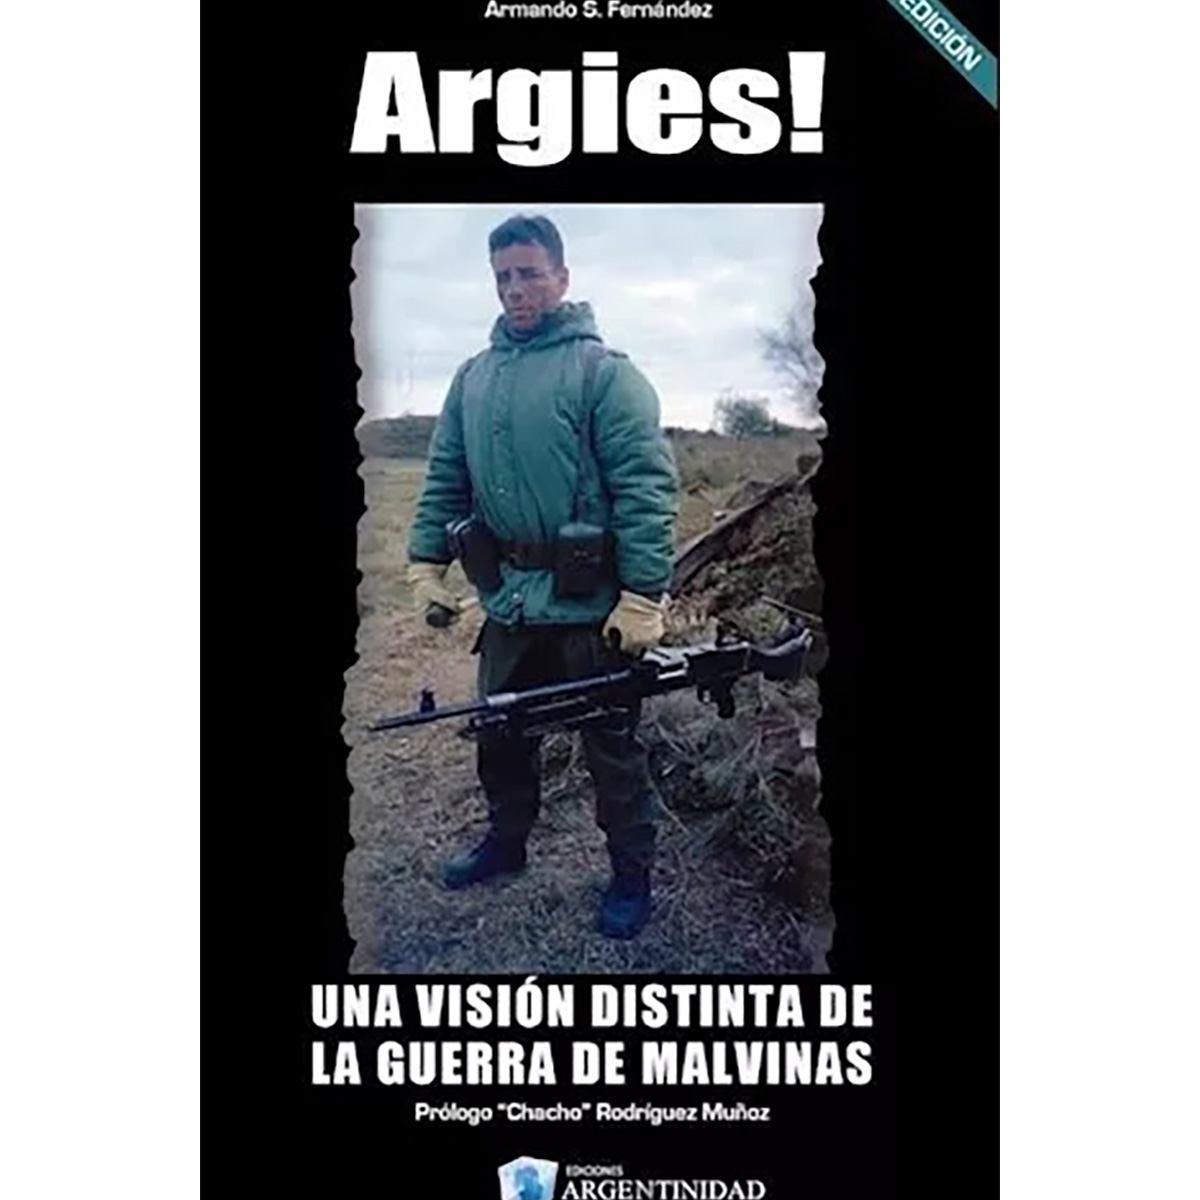 Armando S. Fernández
EDICIÓN
Argies!
UNA VISIÓN DISTINTA DE
LA GUERRA DE MALVINAS
Prólogo "Chacho" Rodríguez Muñoz
EDICIONES
ARGENTINIDAD